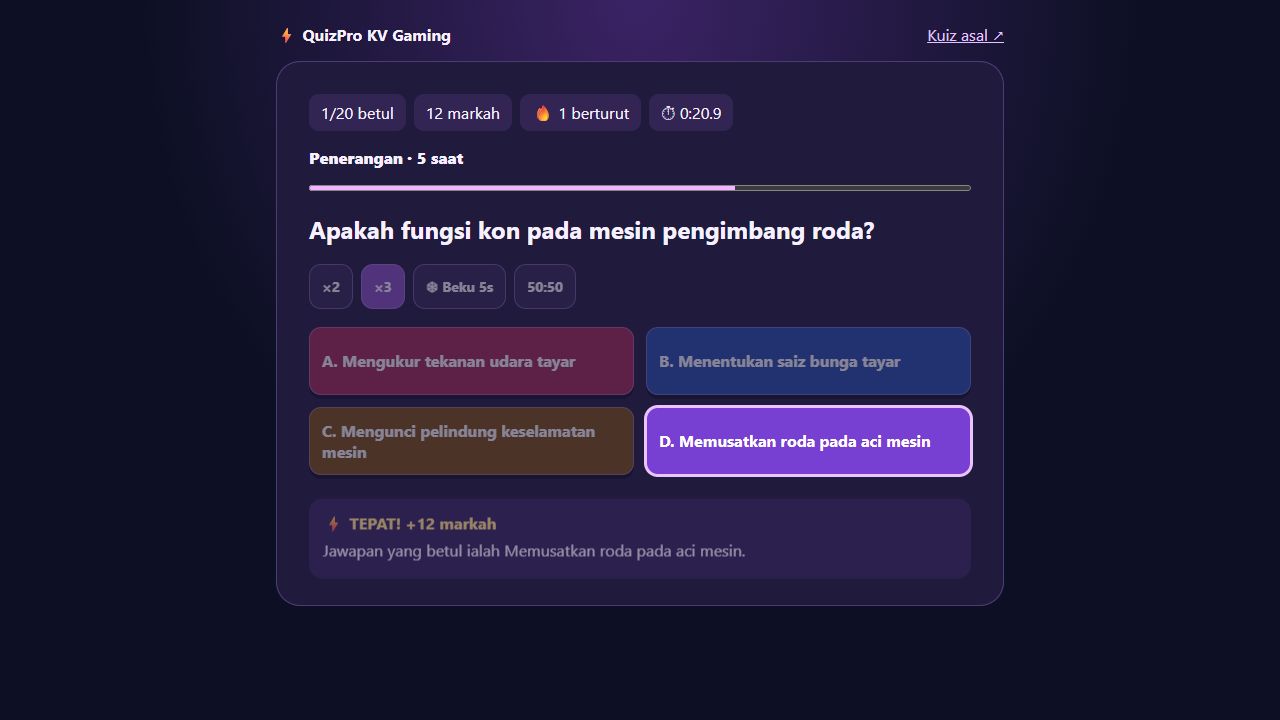 ⚡ QuizPro KV Gaming
Kuiz asal ↗
1/20 betul
12 markah
🔥 1 berturut
⏱ 0:20.9
Penerangan · 5 saat
Apakah fungsi kon pada mesin pengimbang roda?
×2
×3
❄ Beku 5s
50:50
A. Mengukur tekanan udara tayar
B. Menentukan saiz bunga tayar
C. Mengunci pelindung keselamatan
mesin
D. Memusatkan roda pada aci mesin
⚡ TEPAT! +12 markah
Jawapan yang betul ialah Memusatkan roda pada aci mesin.